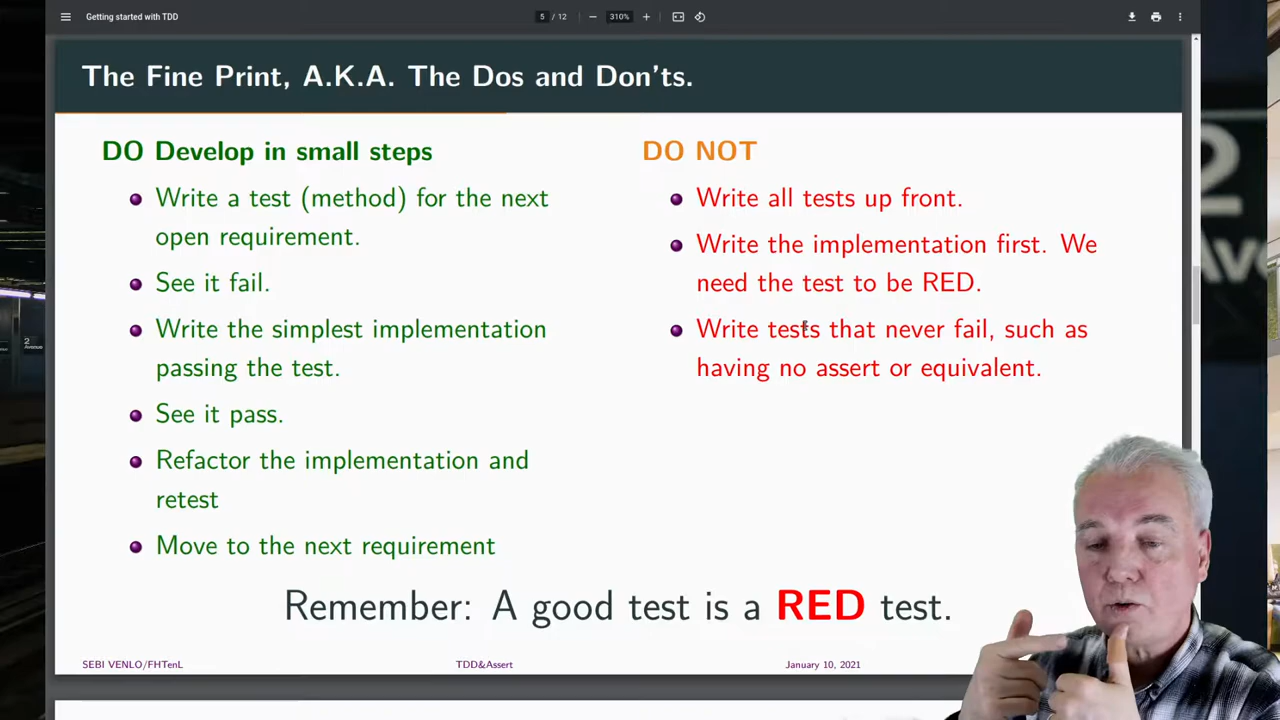 Getting started with TDD
5 / 12
310%
The Fine Print, A.K.A. The Dos and Don'ts.
DO Develop in small steps
Write a test (method) for the next
open requirement.
See it fail.
Write the simplest implementation
passing the test.
See it pass.
Refactor the implementation and
retest
Move to the next requirement
DO NOT
Write all tests up front.
Write the implementation first. We
need the test to be RED.
Write tests that never fail, such as
having no assert or equivalent.
Remember: A good test is a RED test.
SEBI VENLO/FHTenL
TDD&Assert
January 10, 2021
2
Avenue
2